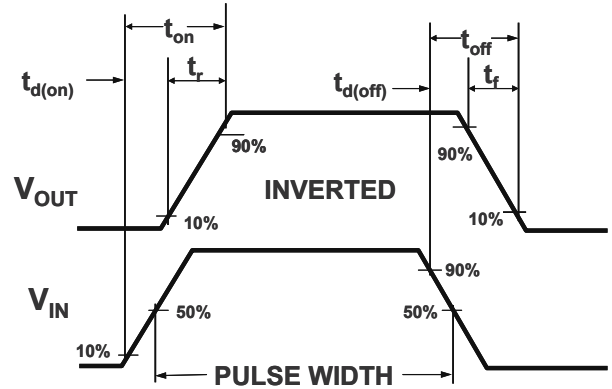 t_on
t_off
t_d(on)
t_r
t_d(off)
t_f
90%
90%
V_OUT
INVERTED
10%
10%
90%
V_IN
50%
50%
10%
PULSE WIDTH